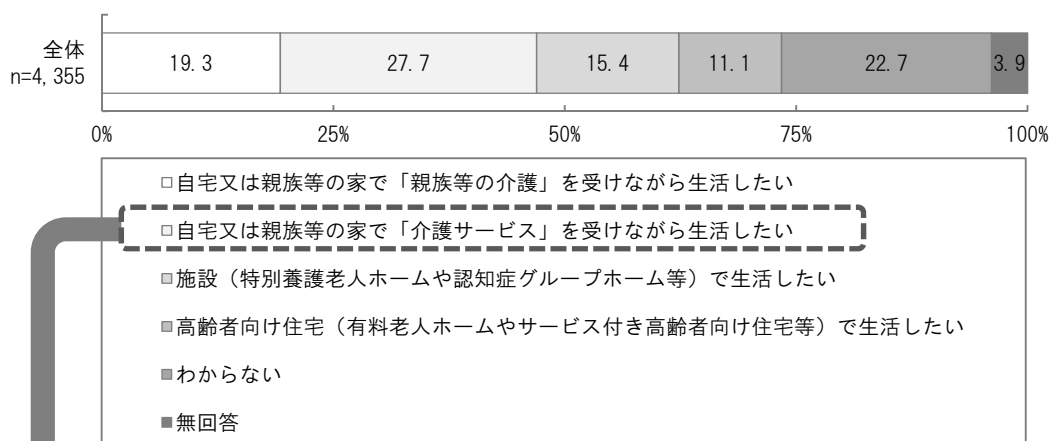 全体
n=4,355
19.3 27.7 15.4 11.1 22.7 3.9
0% 25% 50% 75% 100%
□自宅又は親族等の家で「親族等の介護」を受けながら生活したい
□自宅又は親族等の家で「介護サービス」を受けながら生活したい
■施設（特別養護老人ホームや認知症グループホーム等）で生活したい
■高齢者向け住宅（有料老人ホームやサービス付き高齢者向け住宅等）で生活したい
■わからない
■無回答